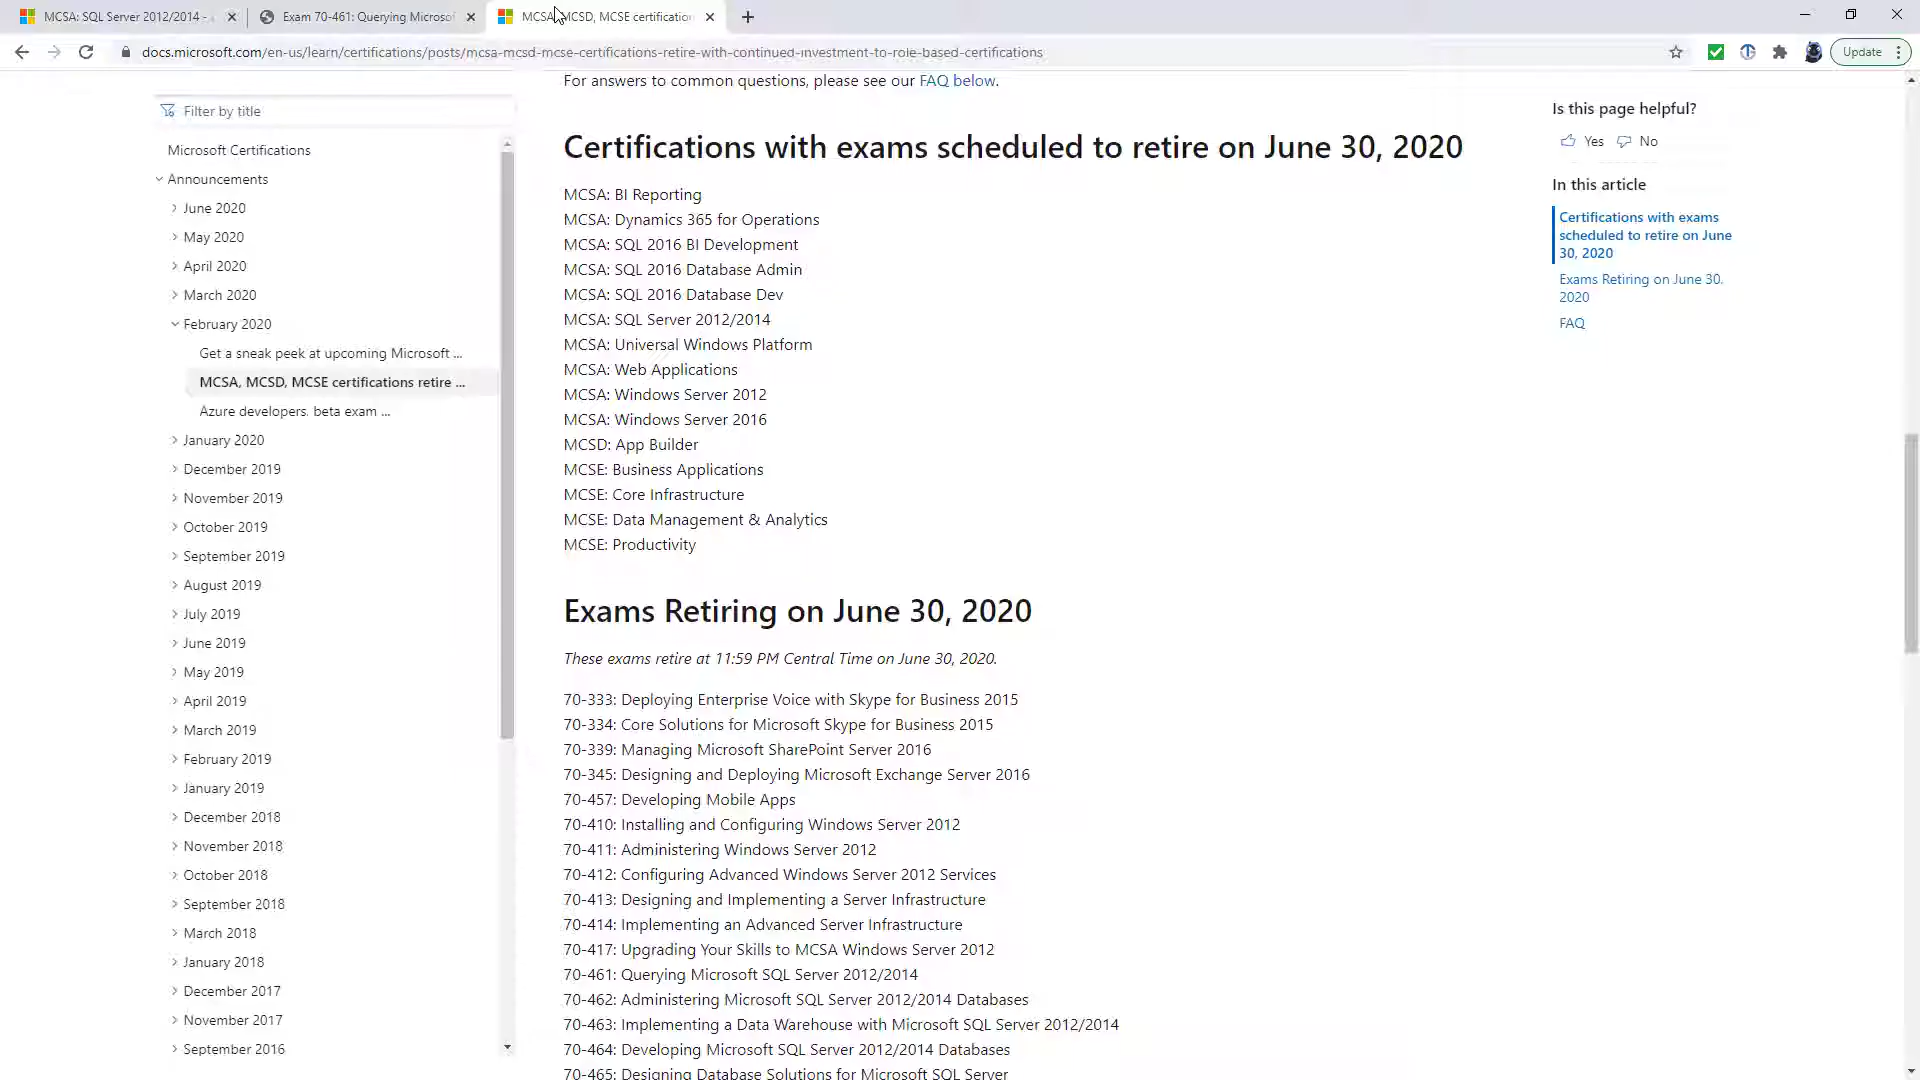 MCSA: SQL Server 2012/2014 -
Exam 70-461: Querying Microsof
MCSA, MCSD, MCSE certification
docs.microsoft.com/en-us/learn/certifications/posts/mcsa-mcsd-mcse-certifications-retire-with-continued-investment-to-role-based-certifications
Update
Filter by title
Microsoft Certifications
Announcements
June 2020
May 2020
April 2020
March 2020
February 2020
Get a sneak peek at upcoming Microsoft ...
MCSA, MCSD, MCSE certifications retire ...
Azure developers, beta exam ...
January 2020
December 2019
November 2019
October 2019
September 2019
August 2019
July 2019
June 2019
May 2019
April 2019
March 2019
February 2019
January 2019
December 2018
November 2018
October 2018
September 2018
March 2018
January 2018
December 2017
November 2017
September 2016
For answers to common questions, please see our FAQ below.
Certifications with exams scheduled to retire on June 30, 2020
MCSA: BI Reporting
MCSA: Dynamics 365 for Operations
MCSA: SQL 2016 BI Development
MCSA: SQL 2016 Database Admin
MCSA: SQL 2016 Database Dev
MCSA: SQL Server 2012/2014
MCSA: Universal Windows Platform
MCSA: Web Applications
MCSA: Windows Server 2012
MCSA: Windows Server 2016
MCSD: App Builder
MCSE: Business Applications
MCSE: Core Infrastructure
MCSE: Data Management & Analytics
MCSE: Productivity
Exams Retiring on June 30, 2020
These exams retire at 11:59 PM Central Time on June 30, 2020.
70-333: Deploying Enterprise Voice with Skype for Business 2015
70-334: Core Solutions for Microsoft Skype for Business 2015
70-339: Managing Microsoft SharePoint Server 2016
70-345: Designing and Deploying Microsoft Exchange Server 2016
70-457: Developing Mobile Apps
70-410: Installing and Configuring Windows Server 2012
70-411: Administering Windows Server 2012
70-412: Configuring Advanced Windows Server 2012 Services
70-413: Designing and Implementing a Server Infrastructure
70-414: Implementing an Advanced Server Infrastructure
70-417: Upgrading Your Skills to MCSA Windows Server 2012
70-461: Querying Microsoft SQL Server 2012/2014
70-462: Administering Microsoft SQL Server 2012/2014 Databases
70-463: Implementing a Data Warehouse with Microsoft SQL Server 2012/2014
70-464: Developing Microsoft SQL Server 2012/2014 Databases
70-465: Designing Database Solutions for Microsoft SQL Server
Is this page helpful?
Yes No
In this article
Certifications with exams
scheduled to retire on June
30, 2020
Exams Retiring on June 30,
2020
FAQ